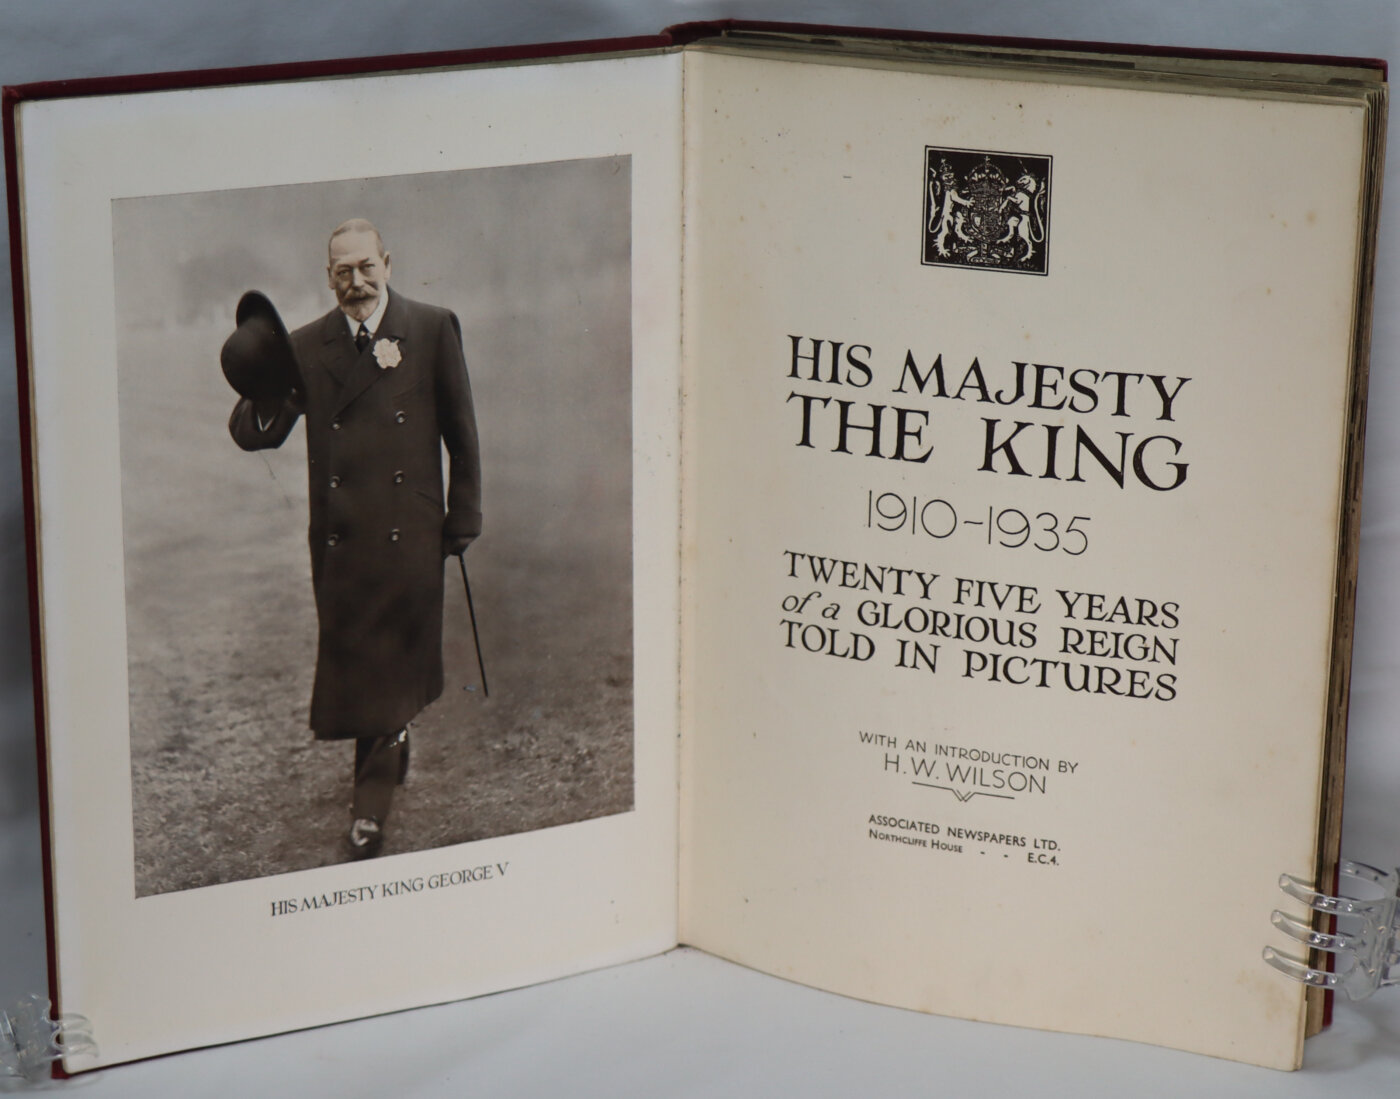 HIS MAJESTY KING GEORGE V
HIS MAJESTY
THE KING
1910-1935
TWENTY FIVE YEARS
of a GLORIOUS REIGN
TOLD IN PICTURES
WITH AN INTRODUCTION BY
H. W. WILSON
ASSOCIATED NEWSPAPERS LTD.
NORTHCLIFFE HOUSE - - E.C.4.